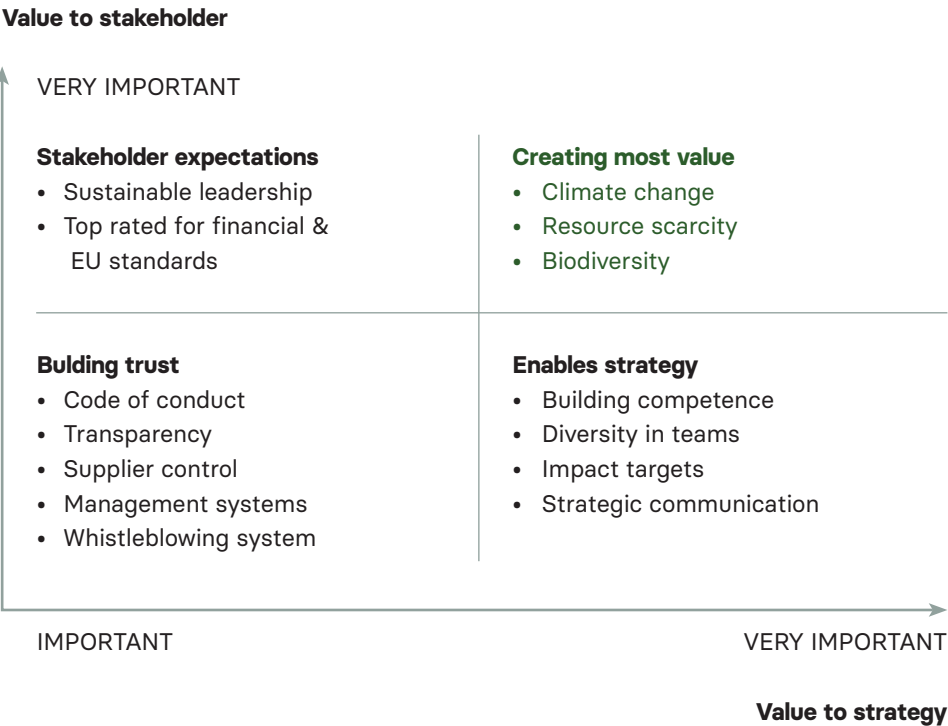 Value to stakeholder
VERY IMPORTANT
Stakeholder expectations
• Sustainable leadership
• Top rated for financial &
EU standards
Creating most value
• Climate change
• Resource scarcity
• Biodiversity
Bulding trust
• Code of conduct
• Transparency
• Supplier control
• Management systems
• Whistleblowing system
Enables strategy
• Building competence
• Diversity in teams
• Impact targets
• Strategic communication
IMPORTANT
VERY IMPORTANT
Value to strategy